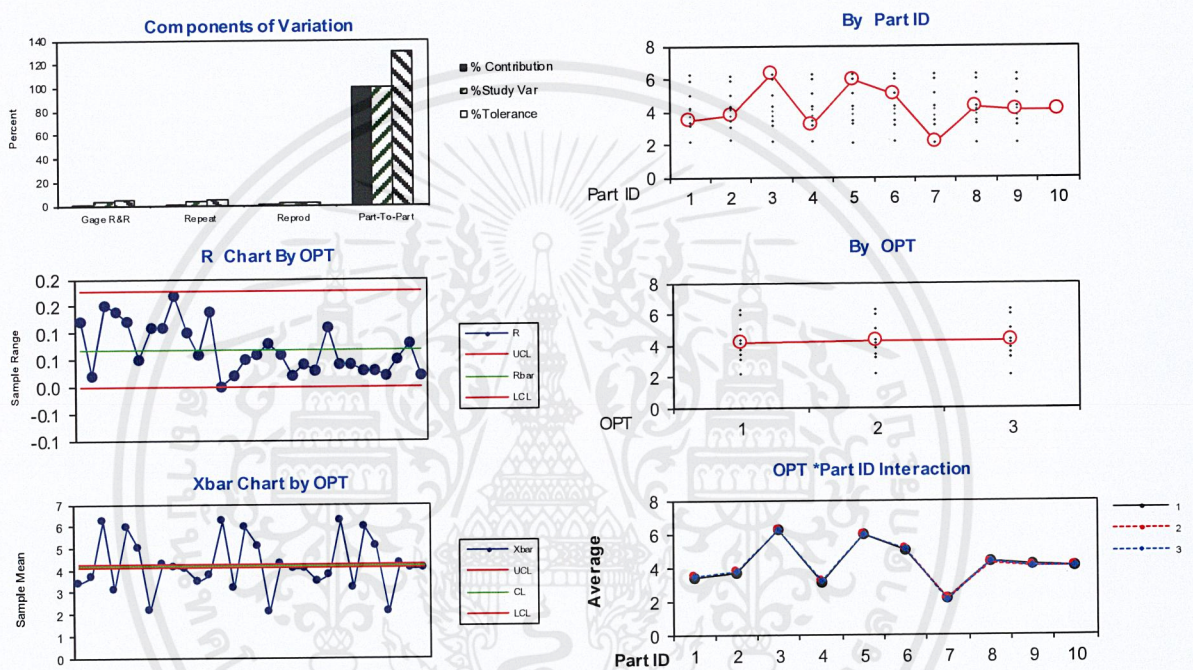 Components of Variation
140
120
100
80
60
40
20
0
Percent
Gage R&R
Repeat
Reprod
Part-To-Part
% Contribution
%Study Var
%Tolerance
By Part ID
8
6
4
2
0
Part ID
1 2 3 4 5 6 7 8 9 10
R Chart By OPT
0.2
0.2
0.1
0.1
0.0
-0.1
-0.1
Sample Range
R
UCL
Rbar
LCL
By OPT
8
6
4
2
0
OPT
1 2 3
Xbar Chart by OPT
7
6
5
4
3
2
1
0
Sample Mean
Xbar
UCL
CL
LCL
OPT *Part ID Interaction
8
6
4
2
0
Average
Part ID 1 2 3 4 5 6 7 8 9 10
1
2
3